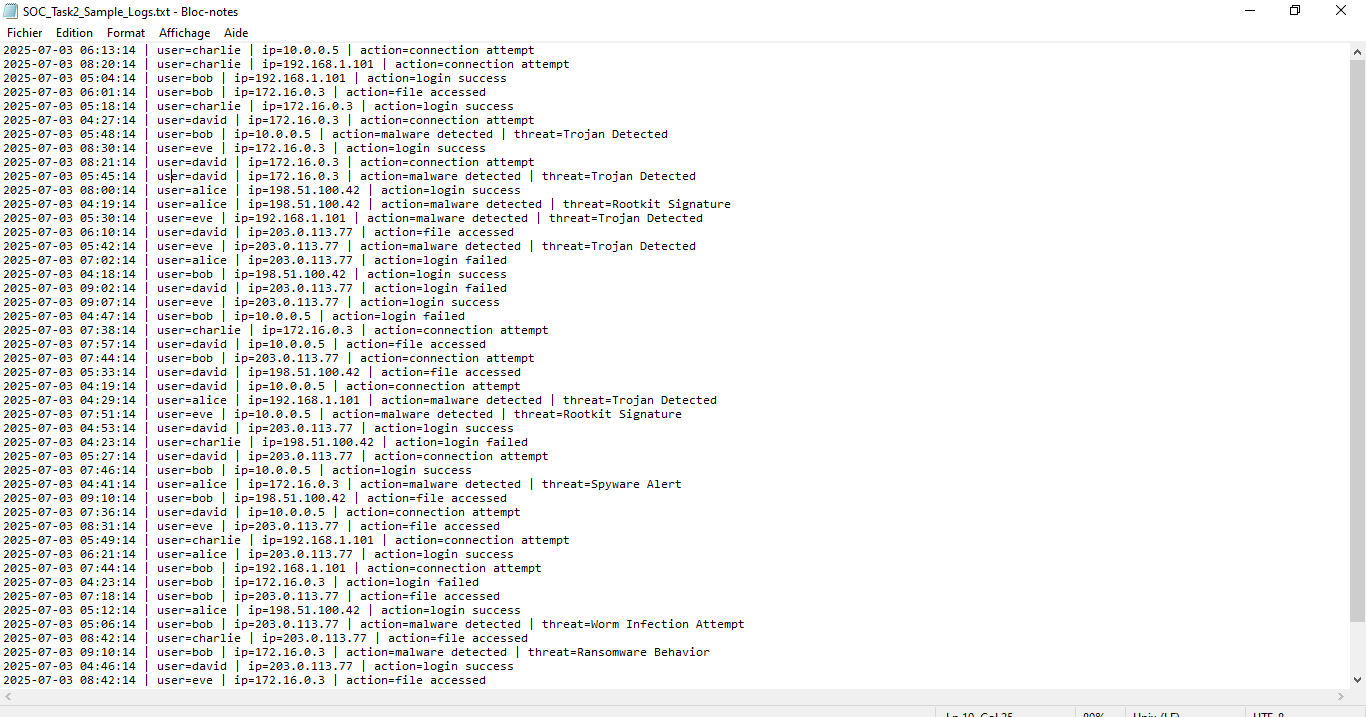 SOC_Task2_Sample_Logs.txt - Bloc-notes
Fichier Edition Format Affichage Aide
2025-07-03 06:13:14 | user=charlie | ip=10.0.0.5 | action=connection attempt
2025-07-03 08:20:14 | user=charlie | ip=192.168.1.101 | action=connection attempt
2025-07-03 05:04:14 | user=bob | ip=192.168.1.101 | action=login success
2025-07-03 06:01:14 | user=bob | ip=172.16.0.3 | action=file accessed
2025-07-03 05:18:14 | user=charlie | ip=172.16.0.3 | action=login success
2025-07-03 04:27:14 | user=david | ip=172.16.0.3 | action=connection attempt
2025-07-03 05:48:14 | user=bob | ip=10.0.0.5 | action=malware detected | threat=Trojan Detected
2025-07-03 08:30:14 | user=eve | ip=172.16.0.3 | action=login success
2025-07-03 08:21:14 | user=david | ip=172.16.0.3 | action=connection attempt
2025-07-03 05:45:14 | user=david | ip=172.16.0.3 | action=malware detected | threat=Trojan Detected
2025-07-03 08:00:14 | user=alice | ip=198.51.100.42 | action=login success
2025-07-03 04:19:14 | user=alice | ip=198.51.100.42 | action=malware detected | threat=Rootkit Signature
2025-07-03 05:30:14 | user=eve | ip=192.168.1.101 | action=malware detected | threat=Trojan Detected
2025-07-03 06:10:14 | user=david | ip=203.0.113.77 | action=file accessed
2025-07-03 05:42:14 | user=eve | ip=203.0.113.77 | action=malware detected | threat=Trojan Detected
2025-07-03 07:02:14 | user=alice | ip=203.0.113.77 | action=login failed
2025-07-03 04:18:14 | user=bob | ip=198.51.100.42 | action=login success
2025-07-03 09:02:14 | user=david | ip=203.0.113.77 | action=login failed
2025-07-03 09:07:14 | user=eve | ip=203.0.113.77 | action=login success
2025-07-03 04:47:14 | user=bob | ip=10.0.0.5 | action=login failed
2025-07-03 07:38:14 | user=charlie | ip=172.16.0.3 | action=connection attempt
2025-07-03 07:57:14 | user=david | ip=10.0.0.5 | action=file accessed
2025-07-03 07:44:14 | user=bob | ip=203.0.113.77 | action=connection attempt
2025-07-03 05:33:14 | user=david | ip=198.51.100.42 | action=file accessed
2025-07-03 04:19:14 | user=david | ip=10.0.0.5 | action=connection attempt
2025-07-03 04:29:14 | user=alice | ip=192.168.1.101 | action=malware detected | threat=Trojan Detected
2025-07-03 07:51:14 | user=eve | ip=10.0.0.5 | action=malware detected | threat=Rootkit Signature
2025-07-03 04:53:14 | user=david | ip=203.0.113.77 | action=login success
2025-07-03 04:23:14 | user=charlie | ip=198.51.100.42 | action=login failed
2025-07-03 05:27:14 | user=david | ip=203.0.113.77 | action=connection attempt
2025-07-03 07:46:14 | user=bob | ip=10.0.0.5 | action=login success
2025-07-03 04:41:14 | user=alice | ip=172.16.0.3 | action=malware detected | threat=Spyware Alert
2025-07-03 09:10:14 | user=bob | ip=198.51.100.42 | action=file accessed
2025-07-03 07:36:14 | user=david | ip=10.0.0.5 | action=connection attempt
2025-07-03 08:31:14 | user=eve | ip=203.0.113.77 | action=file accessed
2025-07-03 05:49:14 | user=charlie | ip=192.168.1.101 | action=connection attempt
2025-07-03 06:21:14 | user=alice | ip=203.0.113.77 | action=login success
2025-07-03 07:44:14 | user=bob | ip=192.168.1.101 | action=connection attempt
2025-07-03 04:23:14 | user=bob | ip=172.16.0.3 | action=login failed
2025-07-03 07:18:14 | user=bob | ip=203.0.113.77 | action=file accessed
2025-07-03 05:12:14 | user=alice | ip=198.51.100.42 | action=login success
2025-07-03 05:06:14 | user=bob | ip=203.0.113.77 | action=malware detected | threat=Worm Infection Attempt
2025-07-03 08:42:14 | user=charlie | ip=203.0.113.77 | action=file accessed
2025-07-03 09:10:14 | user=bob | ip=172.16.0.3 | action=malware detected | threat=Ransomware Behavior
2025-07-03 04:46:14 | user=david | ip=203.0.113.77 | action=login success
2025-07-03 08:42:14 | user=eve | ip=172.16.0.3 | action=file accessed